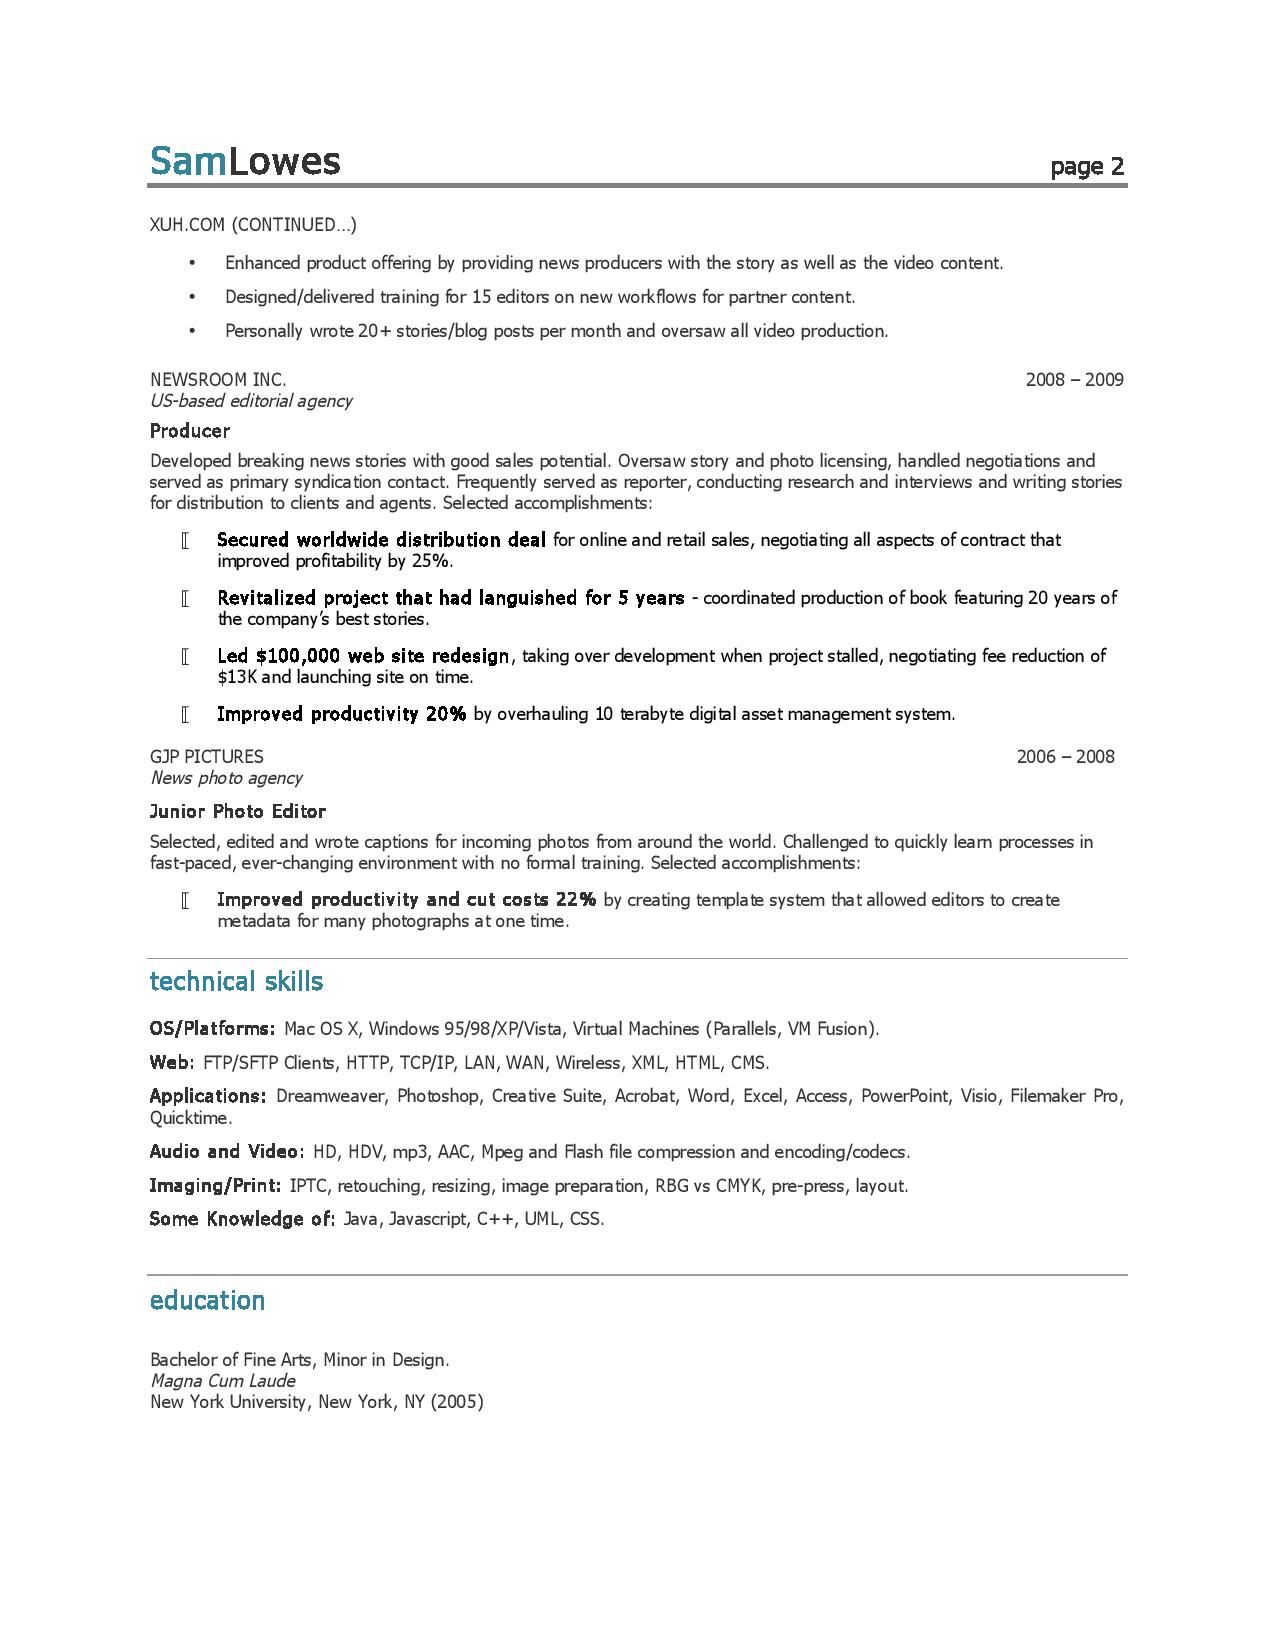 SamLowes page 2
XUH.COM (CONTINUED...)
• Enhanced product offering by providing news producers with the story as well as the video content.
• Designed/delivered training for 15 editors on new workflows for partner content.
• Personally wrote 20+ stories/blog posts per month and oversaw all video production.
NEWSROOM INC. 2008 – 2009
US-based editorial agency
Producer
Developed breaking news stories with good sales potential. Oversaw story and photo licensing, handled negotiations and
served as primary syndication contact. Frequently served as reporter, conducting research and interviews and writing stories
for distribution to clients and agents. Selected accomplishments:
Secured worldwide distribution deal for online and retail sales, negotiating all aspects of contract that
improved profitability by 25%.
Revitalized project that had languished for 5 years - coordinated production of book featuring 20 years of
the company's best stories.
Led $100,000 web site redesign, taking over development when project stalled, negotiating fee reduction of
$13K and launching site on time.
Improved productivity 20% by overhauling 10 terabyte digital asset management system.
GJP PICTURES 2006 – 2008
News photo agency
Junior Photo Editor
Selected, edited and wrote captions for incoming photos from around the world. Challenged to quickly learn processes in
fast-paced, ever-changing environment with no formal training. Selected accomplishments:
Improved productivity and cut costs 22% by creating template system that allowed editors to create
metadata for many photographs at one time.
technical skills
OS/Platforms: Mac OS X, Windows 95/98/XP/Vista, Virtual Machines (Parallels, VM Fusion).
Web: FTP/SFTP Clients, HTTP, TCP/IP, LAN, WAN, Wireless, XML, HTML, CMS.
Applications: Dreamweaver, Photoshop, Creative Suite, Acrobat, Word, Excel, Access, PowerPoint, Visio, Filemaker Pro,
Quicktime.
Audio and Video: HD, HDV, mp3, AAC, Mpeg and Flash file compression and encoding/codecs.
Imaging/Print: IPTC, retouching, resizing, image preparation, RBG vs CMYK, pre-press, layout.
Some Knowledge of: Java, Javascript, C++, UML, CSS.
education
Bachelor of Fine Arts, Minor in Design.
Magna Cum Laude
New York University, New York, NY (2005)